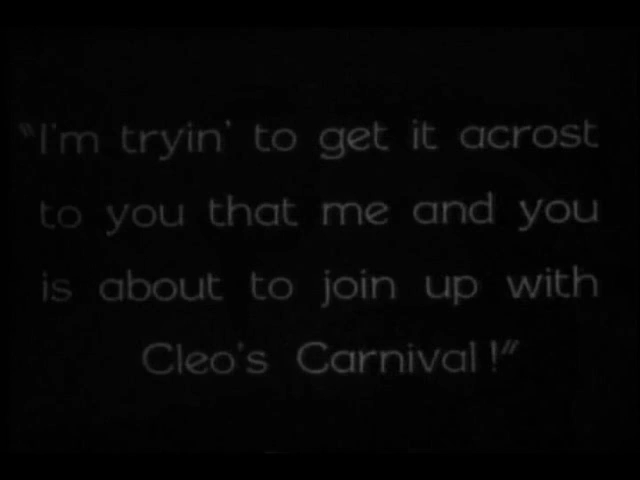 "I'm tryin' to get it acrost
to you that me and you
is about to join up with
Cleo's Carnival!"